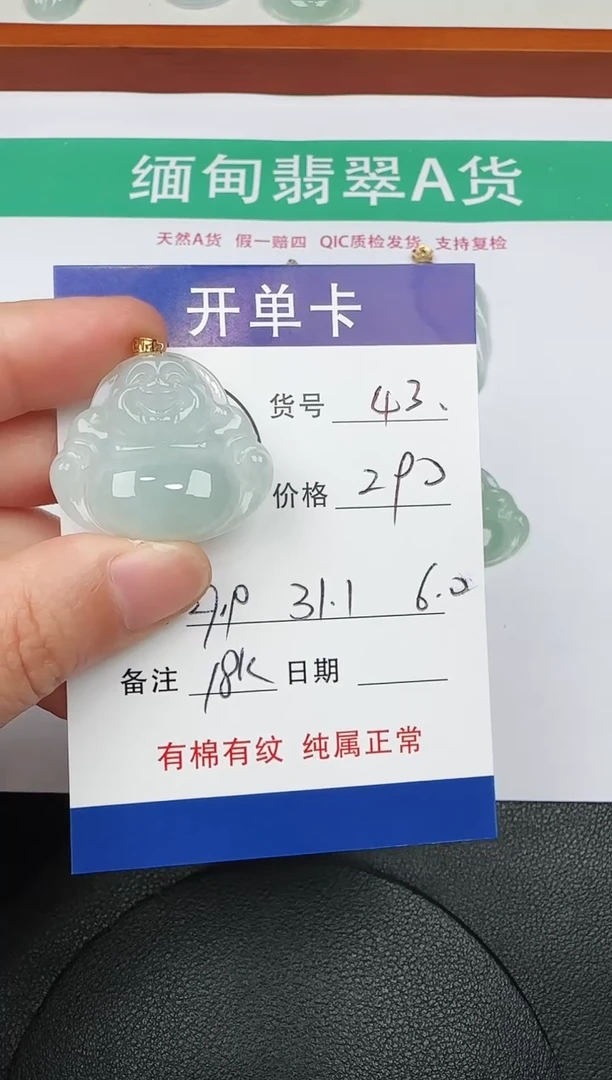 缅甸翡翠A货
天然A货 假一赔四 QIC质检发货 支持复检
开单卡
货号 43、
价格 290
31.1 6.0
备注 18K 日期
有棉有纹 纯属正常